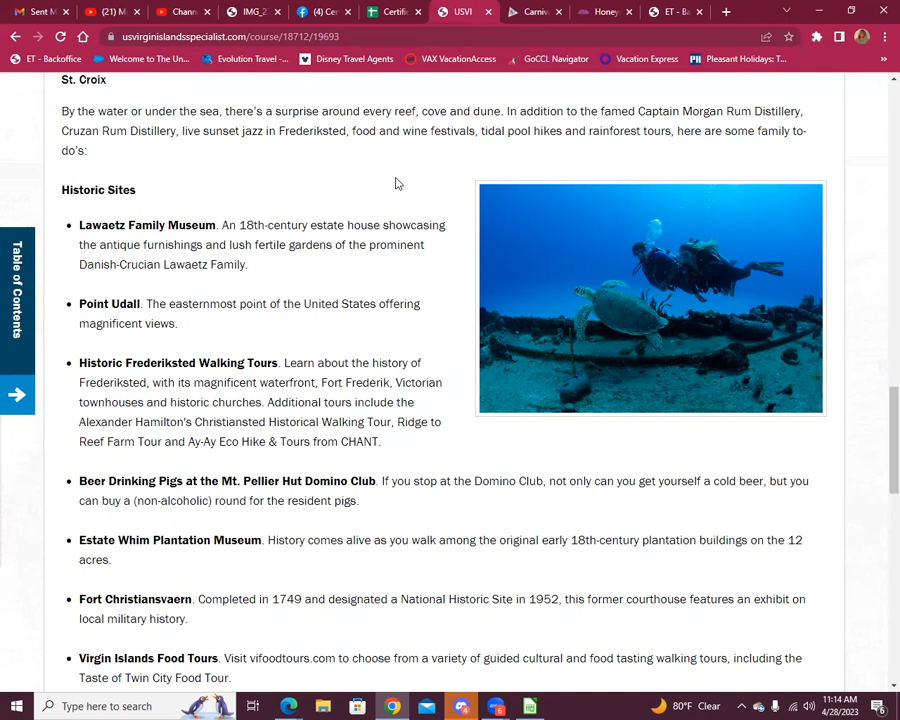 Sent M
(21) M
Chann
IMG_2
(4) Cer
Certific
USVI
Carniv
Honey
ET - Ba
usvirginislandsspecialist.com/course/18712/19693
ET - Backoffice
Welcome to The Un...
Evolution Travel -...
Disney Travel Agents
VAX VacationAccess
GoCCL Navigator
Vacation Express
Pleasant Holidays: T...
»
St. Croix
By the water or under the sea, there's a surprise around every reef, cove and dune. In addition to the famed Captain Morgan Rum Distillery,
Cruzan Rum Distillery, live sunset jazz in Frederiksted, food and wine festivals, tidal pool hikes and rainforest tours, here are some family to-
do's:
Historic Sites
Lawaetz Family Museum. An 18th-century estate house showcasing
the antique furnishings and lush fertile gardens of the prominent
Danish-Crucian Lawaetz Family.
Point Udall. The easternmost point of the United States offering
magnificent views.
Historic Frederiksted Walking Tours. Learn about the history of
Frederiksted, with its magnificent waterfront, Fort Frederik, Victorian
townhouses and historic churches. Additional tours include the
Alexander Hamilton's Christiansted Historical Walking Tour, Ridge to
Reef Farm Tour and Ay-Ay Eco Hike & Tours from CHANT.
Beer Drinking Pigs at the Mt. Pellier Hut Domino Club. If you stop at the Domino Club, not only can you get yourself a cold beer, but you
can buy a (non-alcoholic) round for the resident pigs.
Estate Whim Plantation Museum. History comes alive as you walk among the original early 18th-century plantation buildings on the 12
acres.
Fort Christiansvaern. Completed in 1749 and designated a National Historic Site in 1952, this former courthouse features an exhibit on
local military history.
Virgin Islands Food Tours. Visit vifoodtours.com to choose from a variety of guided cultural and food tasting walking tours, including the
Taste of Twin City Food Tour.
Table of Contents
Type here to search
80°F Clear
11:14 AM
4/28/2023
6